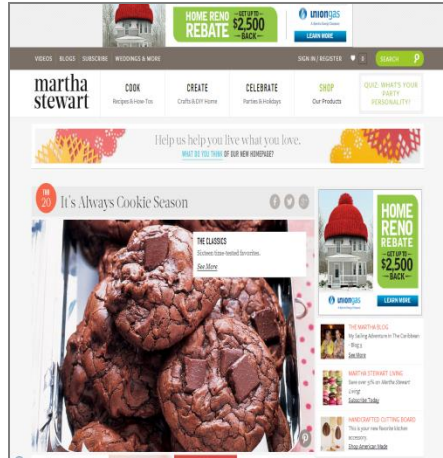 HOME RENO
REBATE
GET UP TO
$2,500
BACK
uniongas
LEARN MORE
VIDEOS BLOGS SUBSCRIBE WEDDINGS & MORE
SIGN IN / REGISTER
0
SEARCH
martha
stewart
COOK
Recipes & How-Tos
CREATE
Crafts & DIY Home
CELEBRATE
Parties & Holidays
SHOP
Our Products
QUIZ: WHAT'S YOUR
PARTY
PERSONALITY?
Help us help you live what you love.
WHAT DO YOU THINK OF OUR NEW HOMEPAGE?
THU
20
It's Always Cookie Season
THE CLASSICS
Sixteen time-tested favorites.
See More
HOME
RENO
REBATE
GET UP TO
$2,500
BACK
uniongas
LEARN MORE
THE MARTHA BLOG
My Sailing Adventure in The Caribbean
- Blog 2
See More
MARTHA STEWART LIVING
Save over 50% on Martha Stewart
Living!
Subscribe Today
HANDCRAFTED CUTTING BOARD
This is your new favorite kitchen
accessory.
Shop American Made